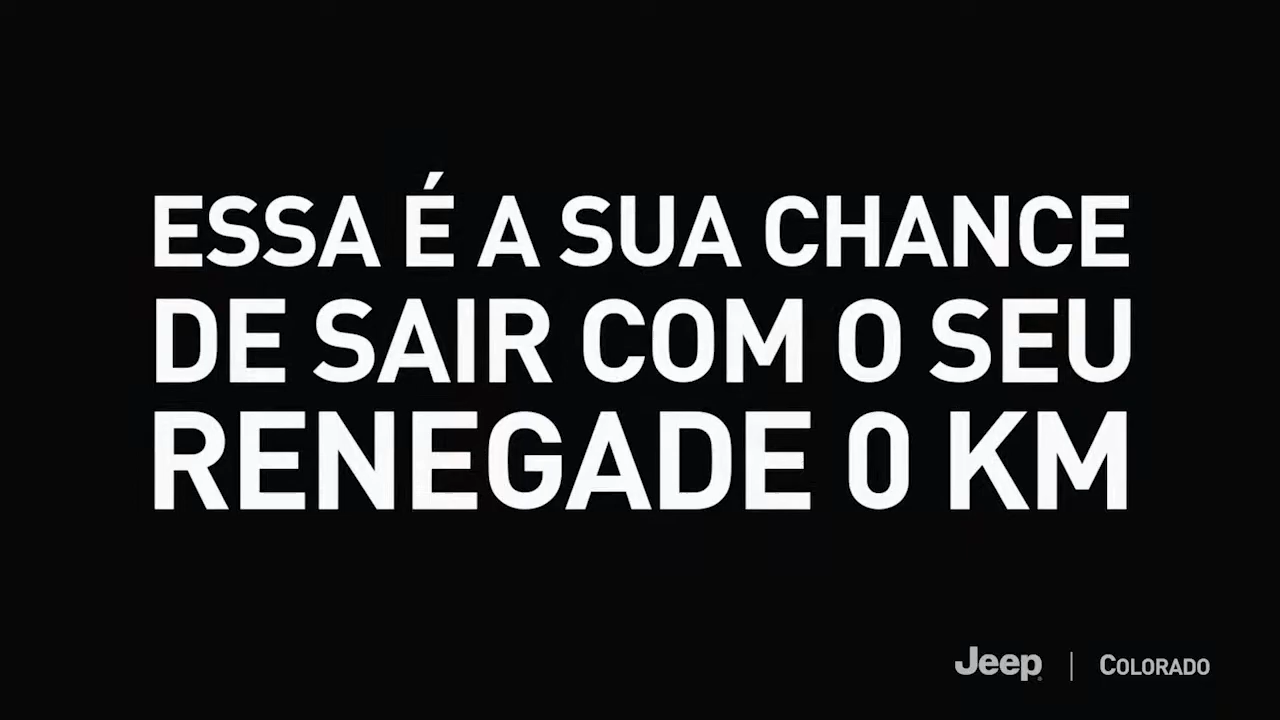 ESSA É A SUA CHANCE
DE SAIR COM O SEU
RENEGADE 0 KM
Jeep | COLORADO